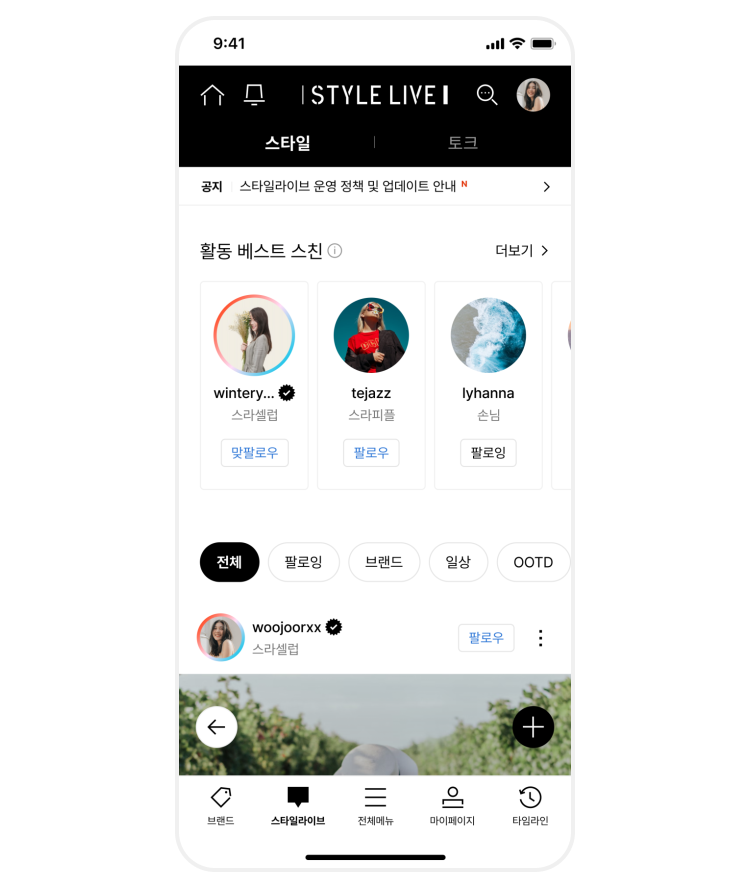 9:41
STYLE LIVE
스타일 토크
공지 스타일라이브 운영 정책 및 업데이트 안내 N
활동 베스트 스친 더보기
wintery... tejazz lyhanna
스라셀럽 스라피플 손님
맞팔로우 팔로우 팔로잉
전체 팔로잉 브랜드 일상 OOTD
woojoorxx 팔로우
스라셀럽
브랜드 스타일라이브 전체메뉴 마이페이지 타임라인